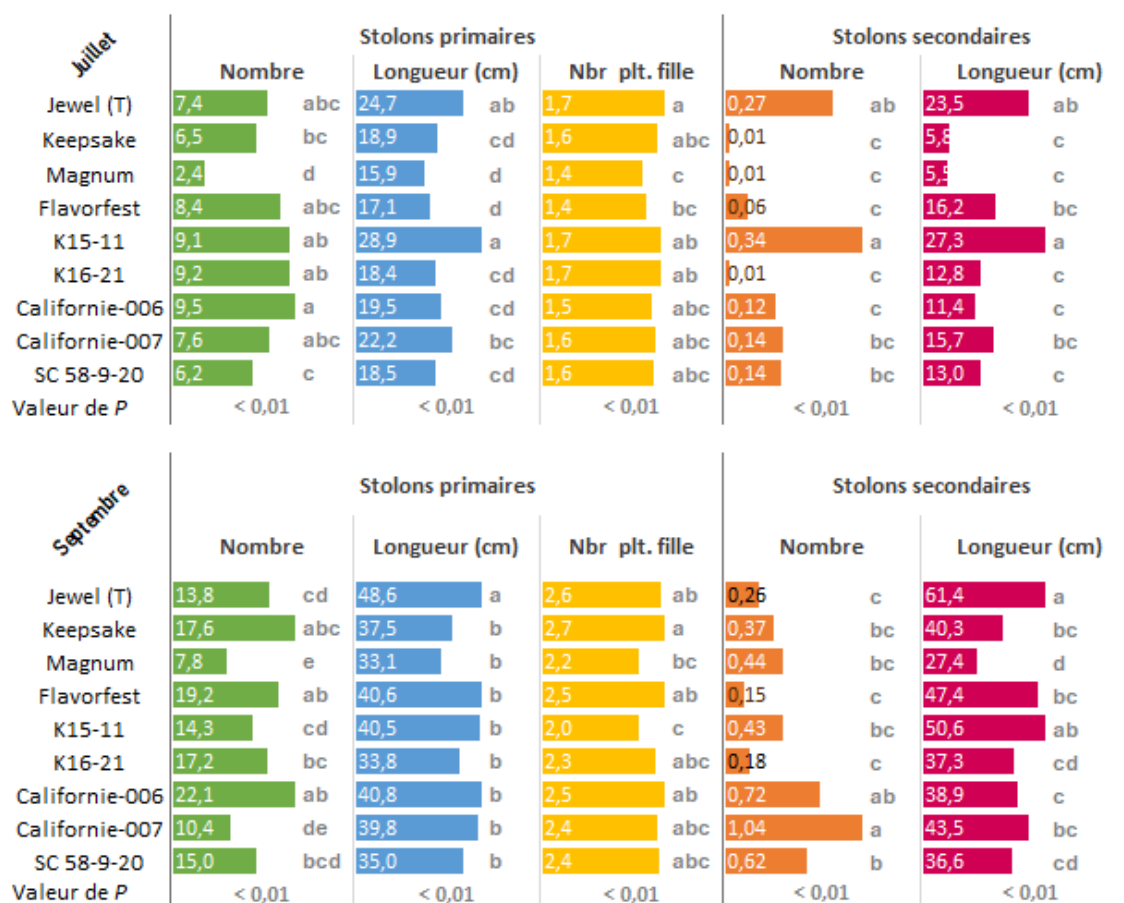 Juillet
Stolons primaires Stolons secondaires
Nombre Longueur (cm) Nbr plt. fille Nombre Longueur (cm)
Jewel (T) 7,4 abc 24,7 ab 1,7 a 0,27 ab 23,5 ab
Keepsake 6,5 bc 18,9 cd 1,6 abc 0,01 c 5,8 c
Magnum 2,4 d 15,9 d 1,4 c 0,01 c 5,5 c
Flavorfest 8,4 abc 17,1 d 1,4 bc 0,06 c 16,2 bc
K15-11 9,1 ab 28,9 a 1,7 ab 0,34 a 27,3 a
K16-21 9,2 ab 18,4 cd 1,7 ab 0,01 c 12,8 c
Californie-006 9,5 a 19,5 cd 1,5 abc 0,12 c 11,4 c
Californie-007 7,6 abc 22,2 bc 1,6 abc 0,14 bc 15,7 bc
SC 58-9-20 6,2 c 18,5 cd 1,6 abc 0,14 bc 13,0 c
Valeur de P < 0,01 < 0,01 < 0,01 < 0,01 < 0,01
Septembre
Stolons primaires Stolons secondaires
Nombre Longueur (cm) Nbr plt. fille Nombre Longueur (cm)
Jewel (T) 13,8 cd 48,6 a 2,6 ab 0,26 c 61,4 a
Keepsake 17,6 abc 37,5 b 2,7 a 0,37 bc 40,3 bc
Magnum 7,8 e 33,1 b 2,2 bc 0,44 bc 27,4 d
Flavorfest 19,2 ab 40,6 b 2,5 ab 0,15 c 47,4 bc
K15-11 14,3 cd 40,5 b 2,0 c 0,43 bc 50,6 ab
K16-21 17,2 bc 33,8 b 2,3 abc 0,18 c 37,3 cd
Californie-006 22,1 ab 40,8 b 2,5 ab 0,72 ab 38,9 c
Californie-007 10,4 de 39,8 b 2,4 abc 1,04 a 43,5 bc
SC 58-9-20 15,0 bcd 35,0 b 2,4 abc 0,62 b 36,6 cd
Valeur de P < 0,01 < 0,01 < 0,01 < 0,01 < 0,01